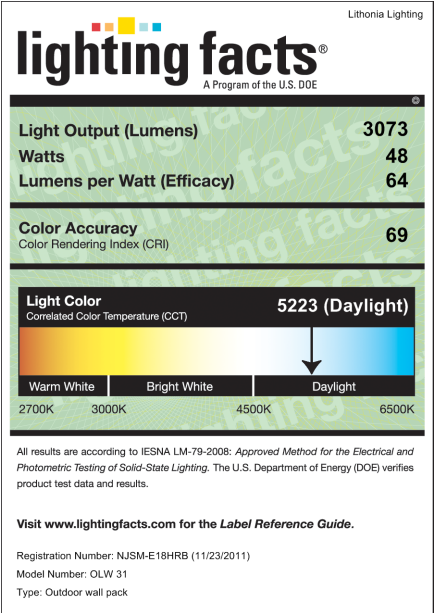 Lithonia Lighting
lighting facts®
A Program of the U.S. DOE
Light Output (Lumens) 3073
Watts 48
Lumens per Watt (Efficacy) 64
Color Accuracy
Color Rendering Index (CRI) 69
Light Color
Correlated Color Temperature (CCT) 5223 (Daylight)
Warm White Bright White Daylight
2700K 3000K 4500K 6500K
All results are according to IESNA LM-79-2008: Approved Method for the Electrical and
Photometric Testing of Solid-State Lighting. The U.S. Department of Energy (DOE) verifies
product test data and results.
Visit www.lightingfacts.com for the Label Reference Guide.
Registration Number: NJSM-E18HRB (11/23/2011)
Model Number: OLW 31
Type: Outdoor wall pack